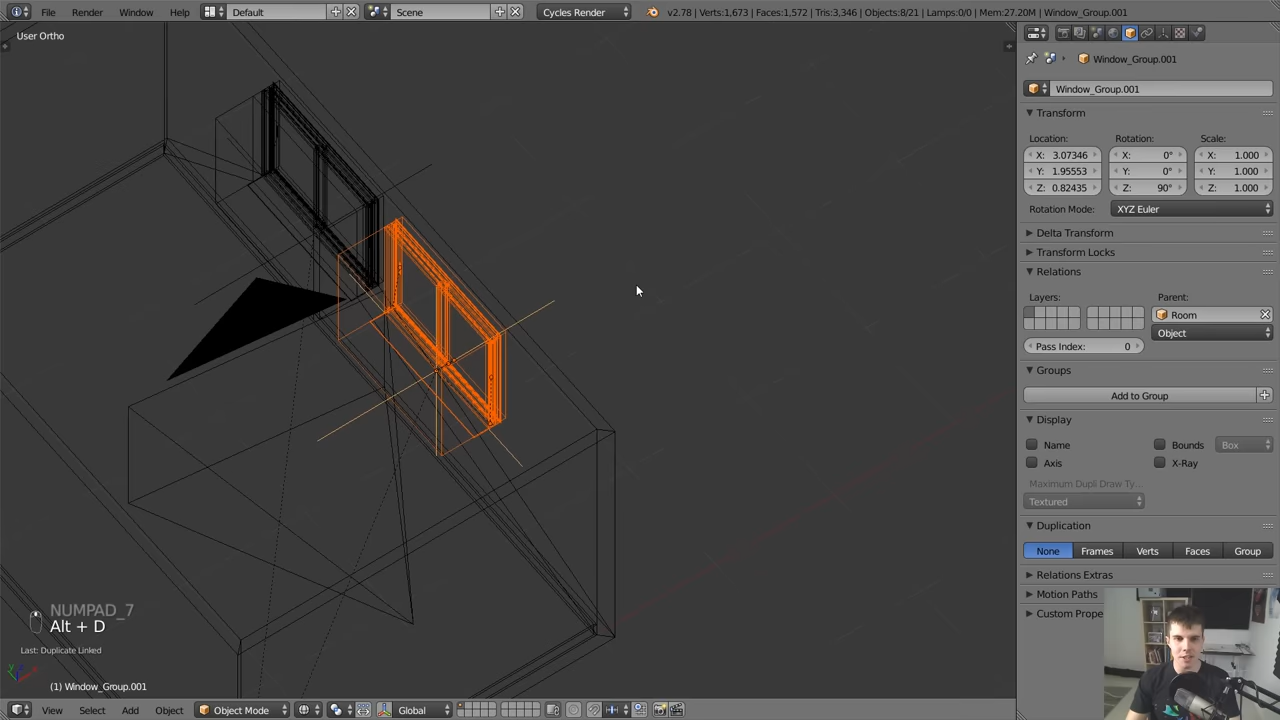 File Render Window Help Default Scene Cycles Render v2.78 | Verts:1,673 | Faces:1,572 | Tris:3,346 | Objects:8/21 | Lamps:0/0 | Mem:27.20M | Window_Group.001
User Ortho
Window_Group.001
Window_Group.001
Transform
Location: Rotation: Scale:
X: 3.07346 X: 0° X: 1.000
Y: 1.95553 Y: 0° Y: 1.000
Z: 0.82435 Z: 90° Z: 1.000
Rotation Mode: XYZ Euler
Delta Transform
Transform Locks
Relations
Layers: Parent:
Room
Object
Pass Index: 0
Groups
Add to Group
Display
Name Bounds Box
Axis X-Ray
Maximum Dupli Draw Ty...
Textured
Duplication
None Frames Verts Faces Group
Relations Extras
Motion Paths
Custom Prope
NUMPAD_7
Alt + D
Last: Duplicate Linked
(1) Window_Group.001
View Select Add Object Object Mode Global